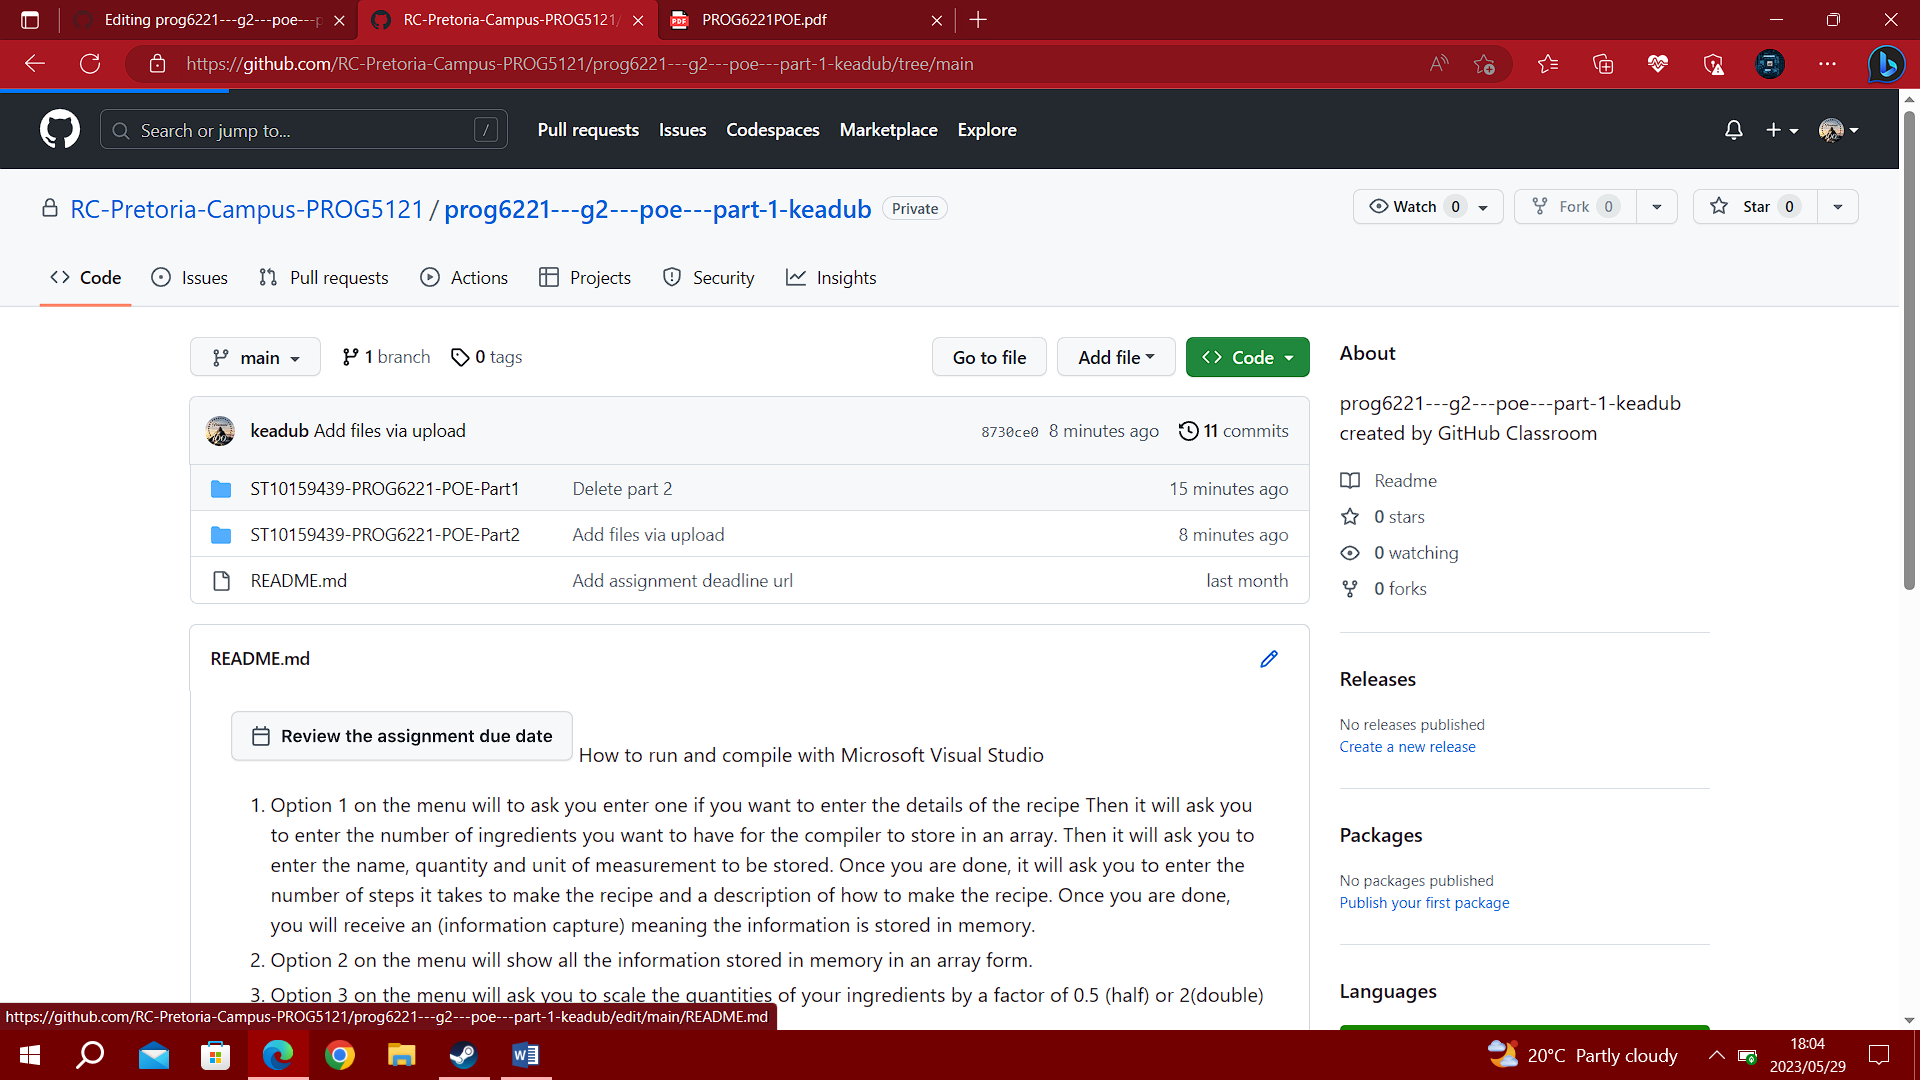 Editing prog6221---g2---poe---p
RC-Pretoria-Campus-PROG5121/
PROG6221POE.pdf
https://github.com/RC-Pretoria-Campus-PROG5121/prog6221---g2---poe---part-1-keadub/tree/main
Search or jump to... /
Pull requests Issues Codespaces Marketplace Explore
RC-Pretoria-Campus-PROG5121 / prog6221---g2---poe---part-1-keadub Private
Watch 0 Fork 0 Star 0
Code Issues Pull requests Actions Projects Security Insights
main 1 branch 0 tags Go to file Add file Code
keadub Add files via upload 8730ce0 8 minutes ago 11 commits
ST10159439-PROG6221-POE-Part1 Delete part 2 15 minutes ago
ST10159439-PROG6221-POE-Part2 Add files via upload 8 minutes ago
README.md Add assignment deadline url last month
README.md
Review the assignment due date How to run and compile with Microsoft Visual Studio
1. Option 1 on the menu will to ask you enter one if you want to enter the details of the recipe Then it will ask you
to enter the number of ingredients you want to have for the compiler to store in an array. Then it will ask you to
enter the name, quantity and unit of measurement to be stored. Once you are done, it will ask you to enter the
number of steps it takes to make the recipe and a description of how to make the recipe. Once you are done,
you will receive an (information capture) meaning the information is stored in memory.
2. Option 2 on the menu will show all the information stored in memory in an array form.
3. Option 3 on the menu will ask you to scale the quantities of your ingredients by a factor of 0.5 (half) or 2(double)
About
prog6221---g2---poe---part-1-keadub
created by GitHub Classroom
Readme
0 stars
0 watching
0 forks
Releases
No releases published
Create a new release
Packages
No packages published
Publish your first package
Languages
https://github.com/RC-Pretoria-Campus-PROG5121/prog6221---g2---poe---part-1-keadub/edit/main/README.md
20°C Partly cloudy
18:04
2023/05/29